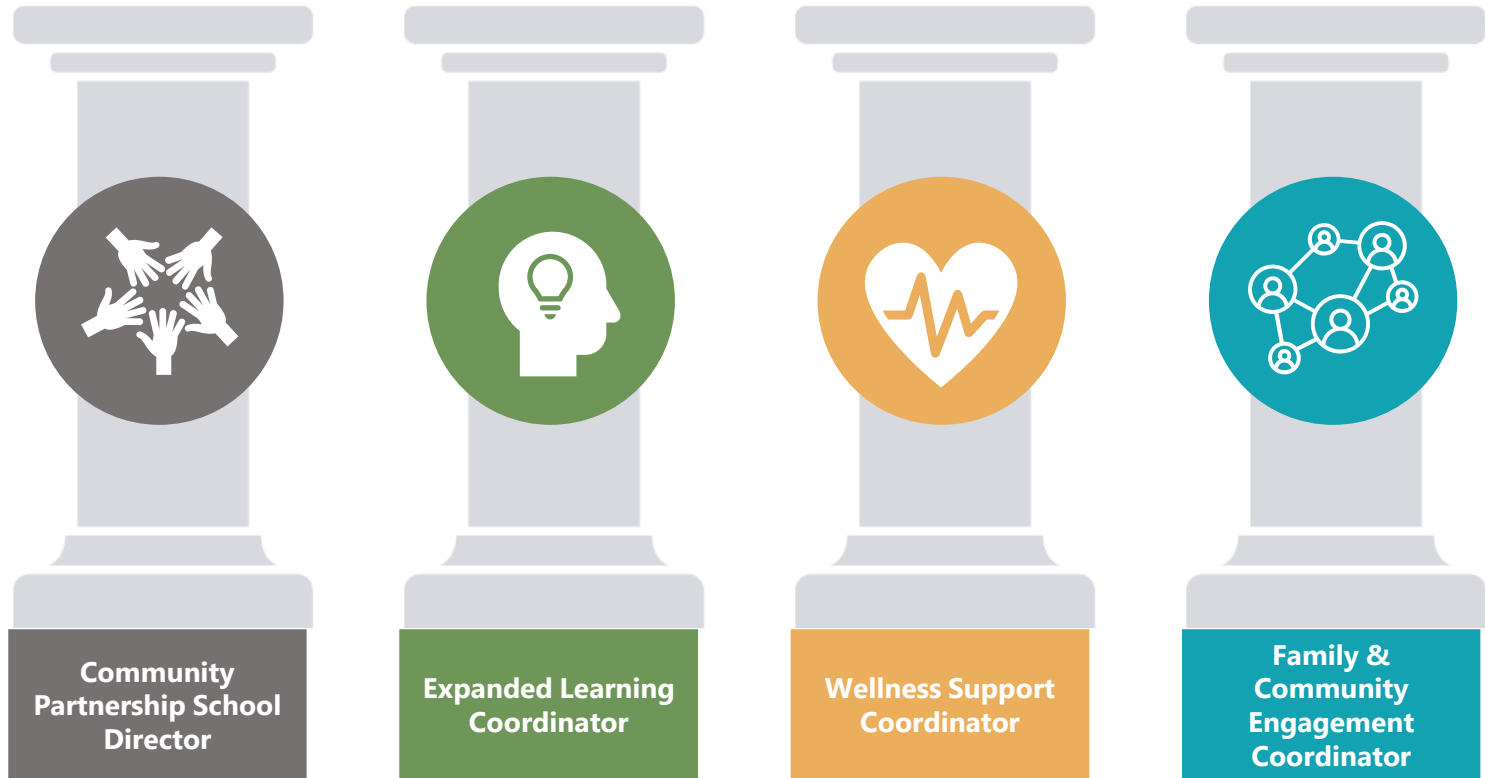 Community
Partnership School
Director
Expanded Learning
Coordinator
Wellness Support
Coordinator
Family &
Community
Engagement
Coordinator